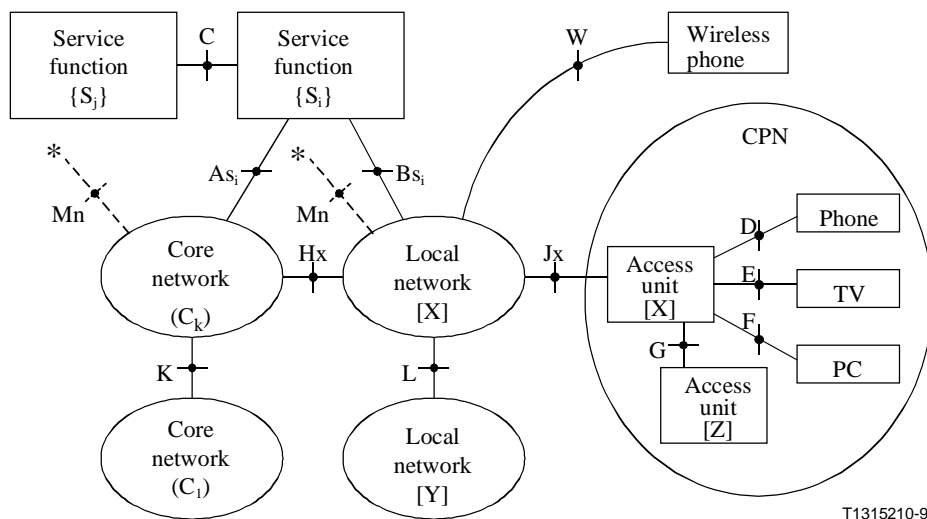 Service
function
{Sj}
C
Service
function
{Si}
W
Wireless
phone
CPN
*
Mn
Asi
*
Mn
Bsi
Core
network
(Ck)
Hx
Local
network
[X]
Jx
Access
unit
[X]
D
Phone
E
TV
F
PC
G
Access
unit
[Z]
K
L
Core
network
(C1)
Local
network
[Y]
T1315210-9